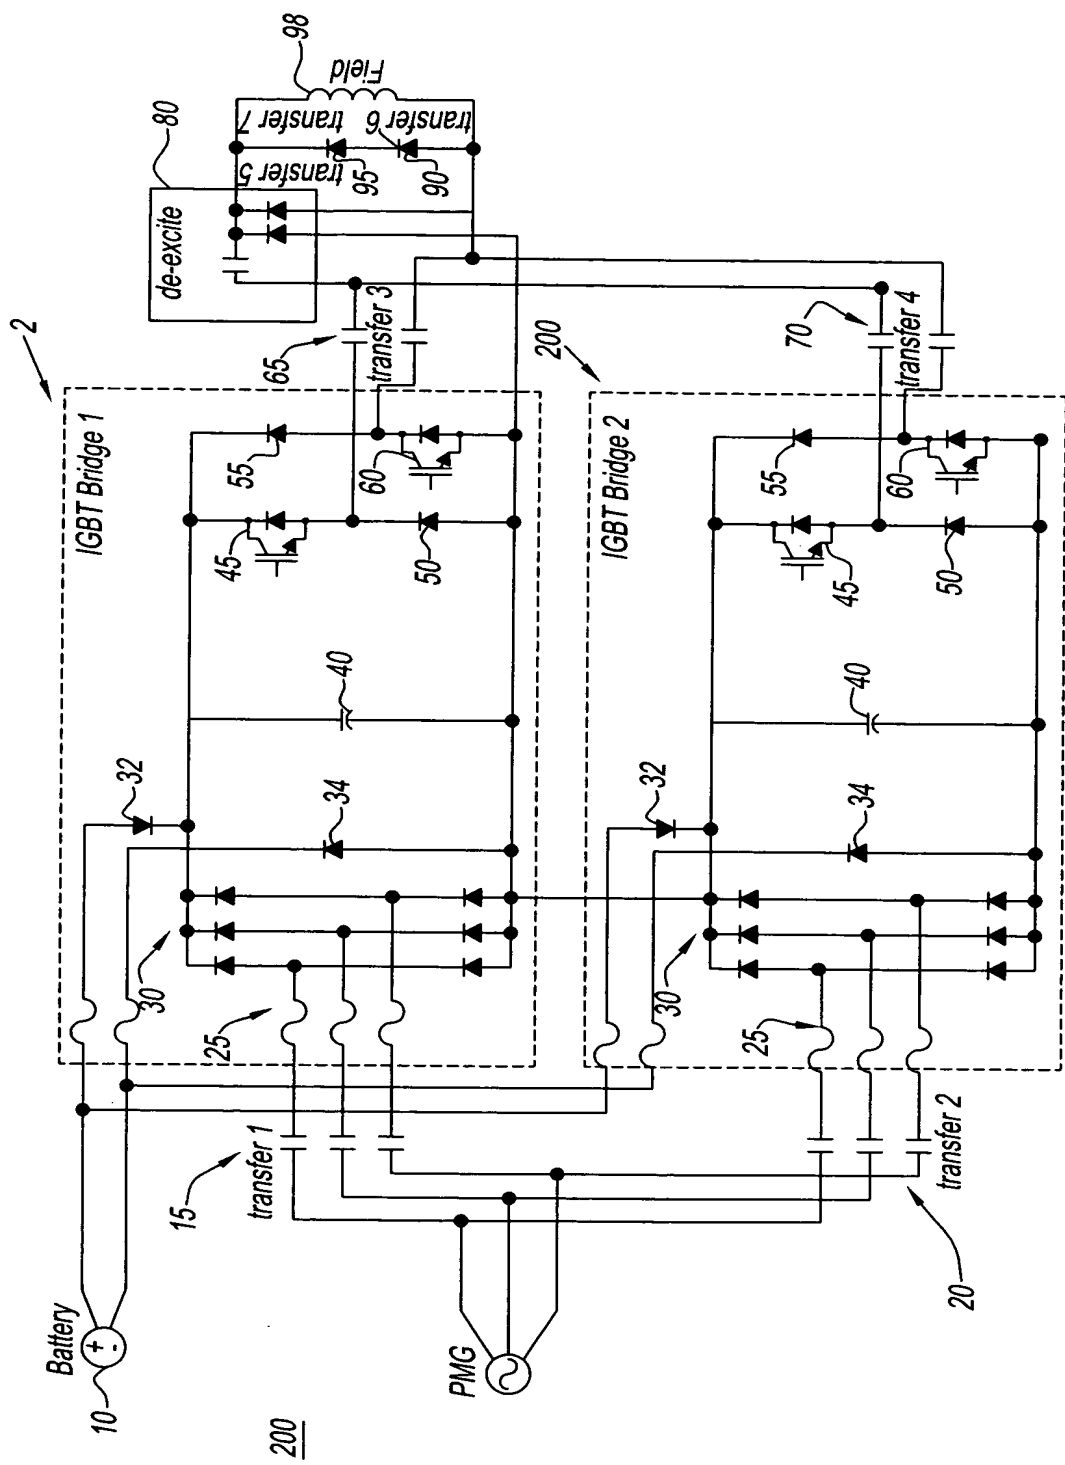 200
10
Battery
+
-
PMG
15
transfer 1
20
transfer 2
2
IGBT Bridge 1
25
30
32
34
40
45
50
55
60
200
IGBT Bridge 2
25
30
32
34
40
45
50
55
60
65
transfer 3
70
transfer 4
80
de-excite
transfer 5
transfer 7
transfer 6
95
90
Field
98